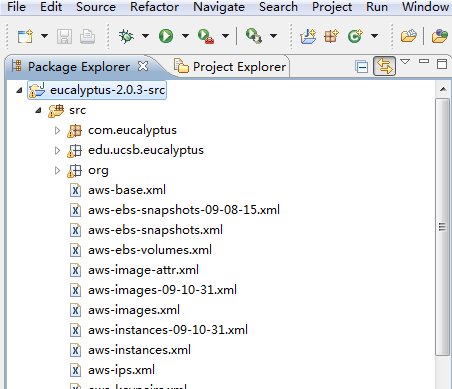 File Edit Source Refactor Navigate Search Project Run Window
Package Explorer Project Explorer
eucalyptus-2.0.3-src
src
com.eucalyptus
edu.ucsb.eucalyptus
org
aws-base.xml
aws-ebs-snapshots-09-08-15.xml
aws-ebs-snapshots.xml
aws-ebs-volumes.xml
aws-image-attr.xml
aws-images-09-10-31.xml
aws-images.xml
aws-instances-09-10-31.xml
aws-instances.xml
aws-ips.xml